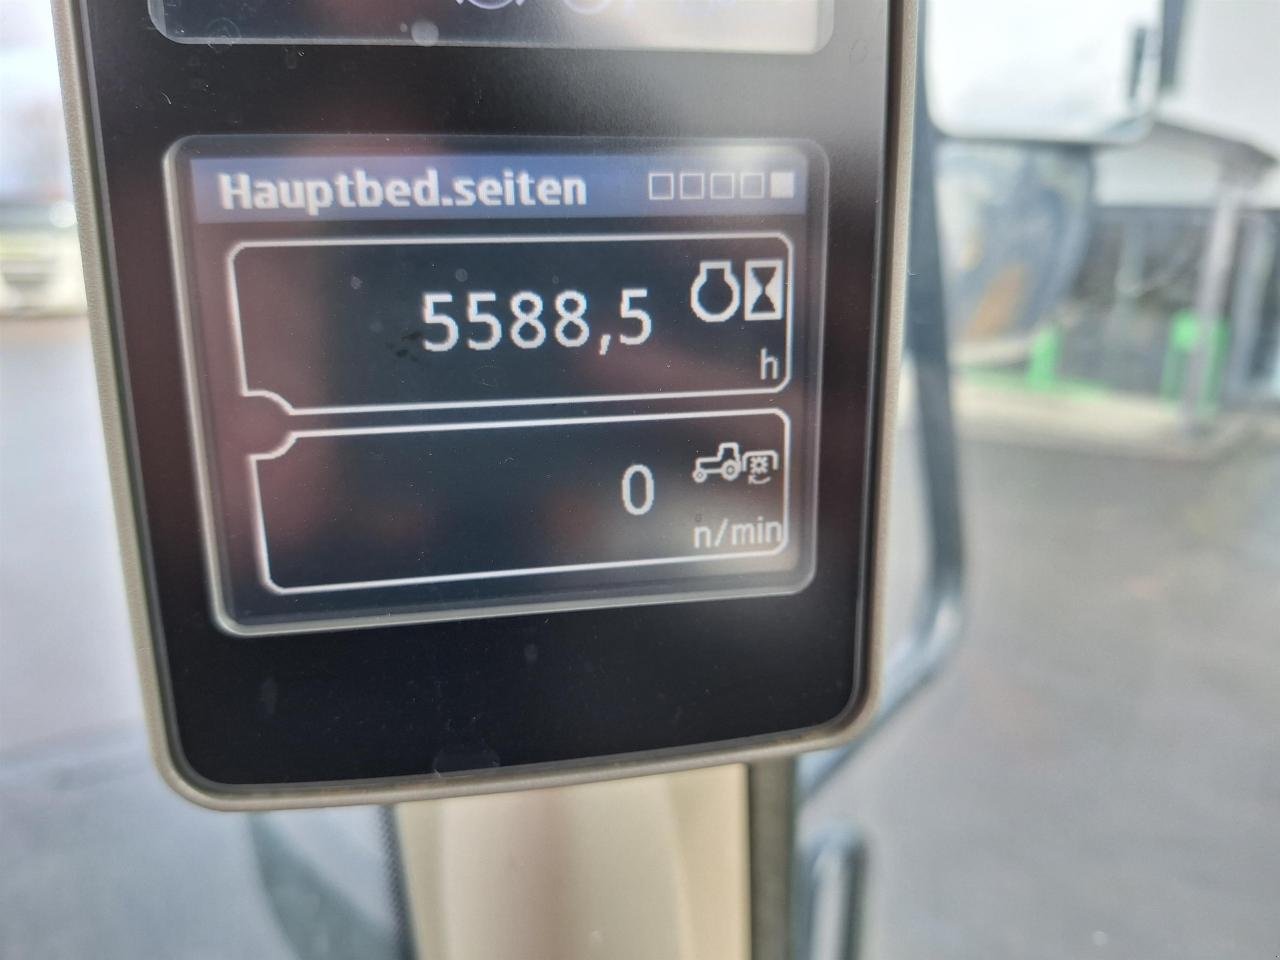 Hauptbed.seiten
5588,5
h
0
n/min